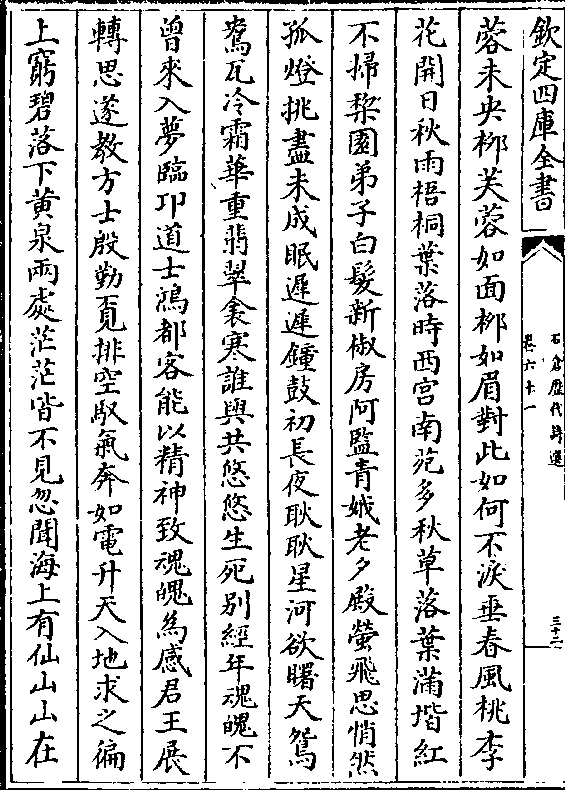 欽定四庫全書
石倉歷代詩選
卷六十一
三十二
蓉未央栁芙蓉如面栁如眉對此如何不淚垂春風桃李
花開日秋雨梧桐葉落時西宫南苑多秋草落葉滿堦紅
不掃棃園弟子白髮新椒房阿監青娥老夕殿螢飛思悄然
孤燈挑盡未成眠遲遲鐘鼓初長夜耿耿星河欲曙天鴛
鴦瓦冷霜華重翡翠衾寒誰與共悠悠生死别經年魂魄不
曾來入夢臨卭道士鴻都客能以精神致魂魄為感君王展
轉思遂教方士殷勤覔排空馭氣奔如電升天入地求之徧
上窮碧落下黄泉兩處茫茫皆不見忽聞海上有仙山山在